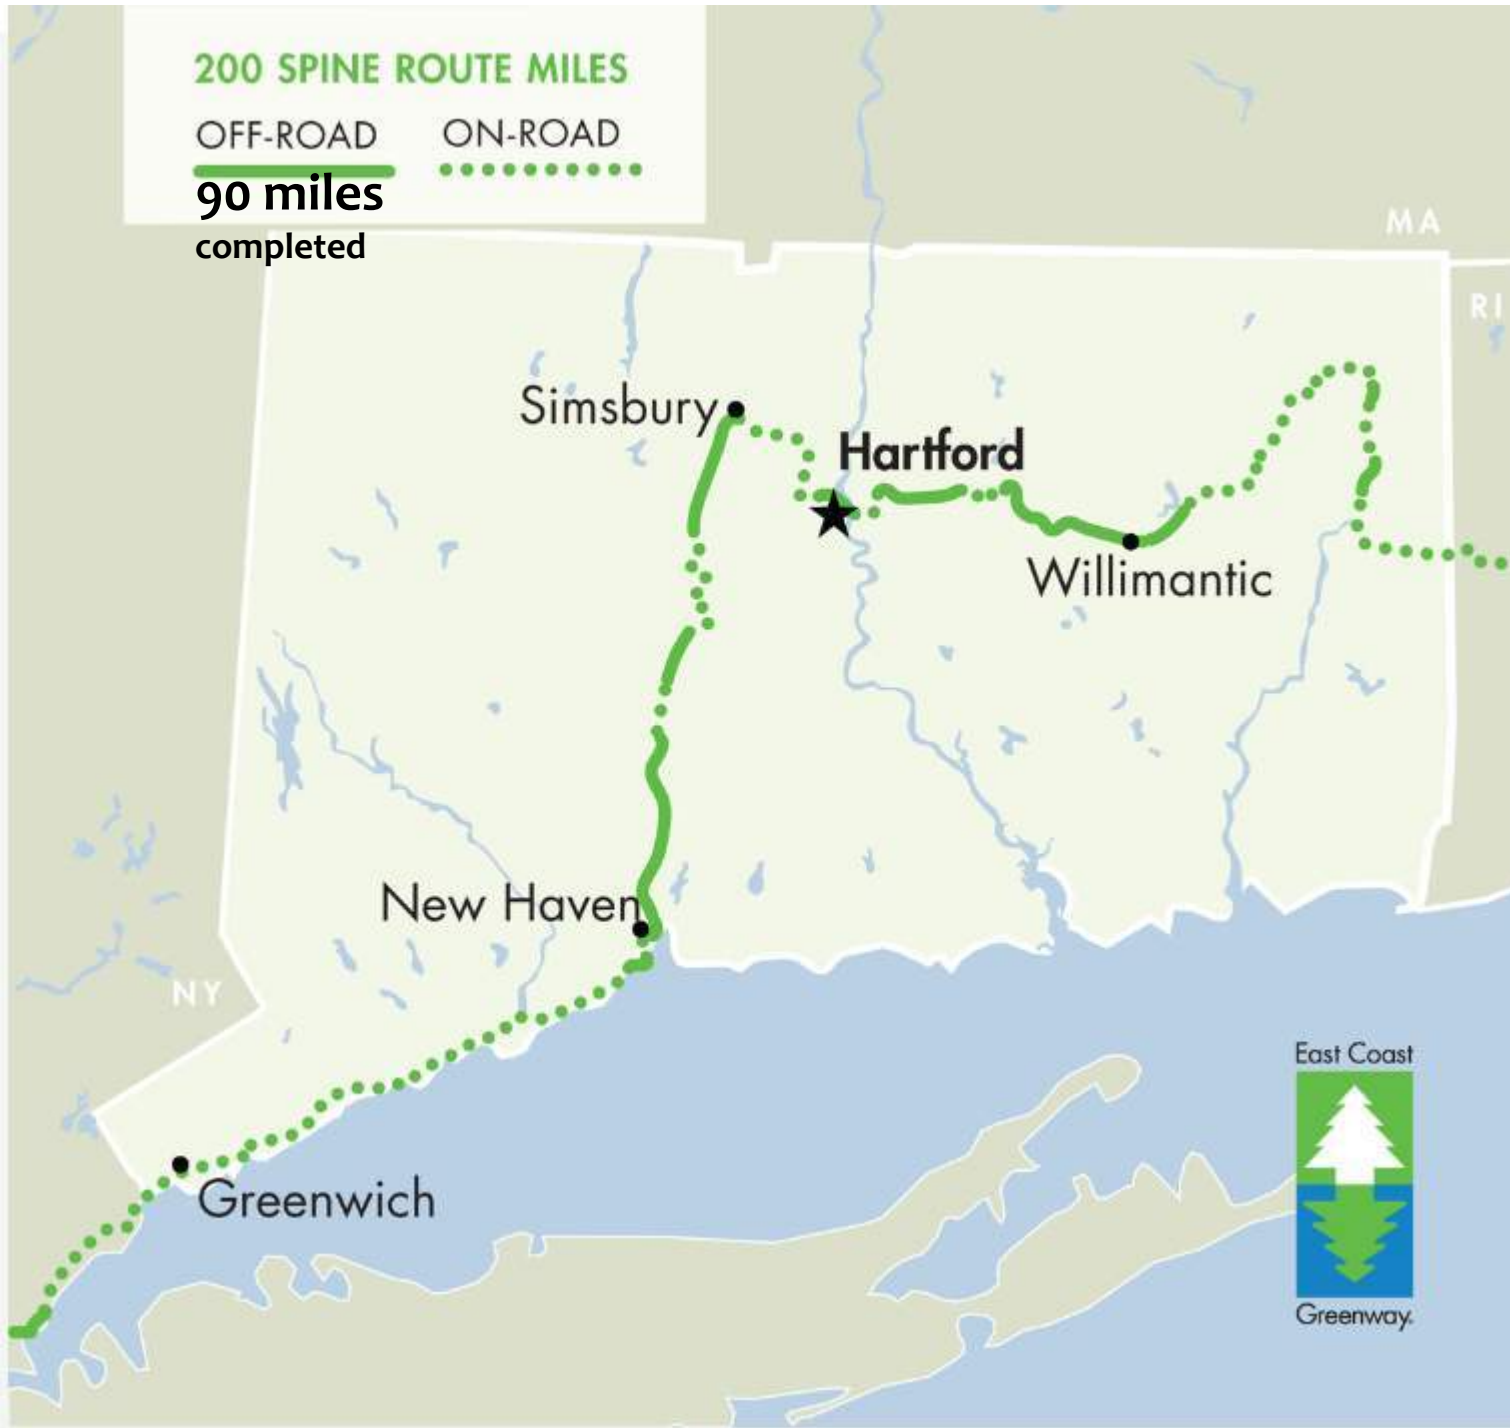 200 SPINE ROUTE MILES
OFF-ROAD ON-ROAD
90 miles
completed
MA
RI
Simsbury
Hartford
Willimantic
New Haven
NY
Greenwich
East Coast
Greenway.